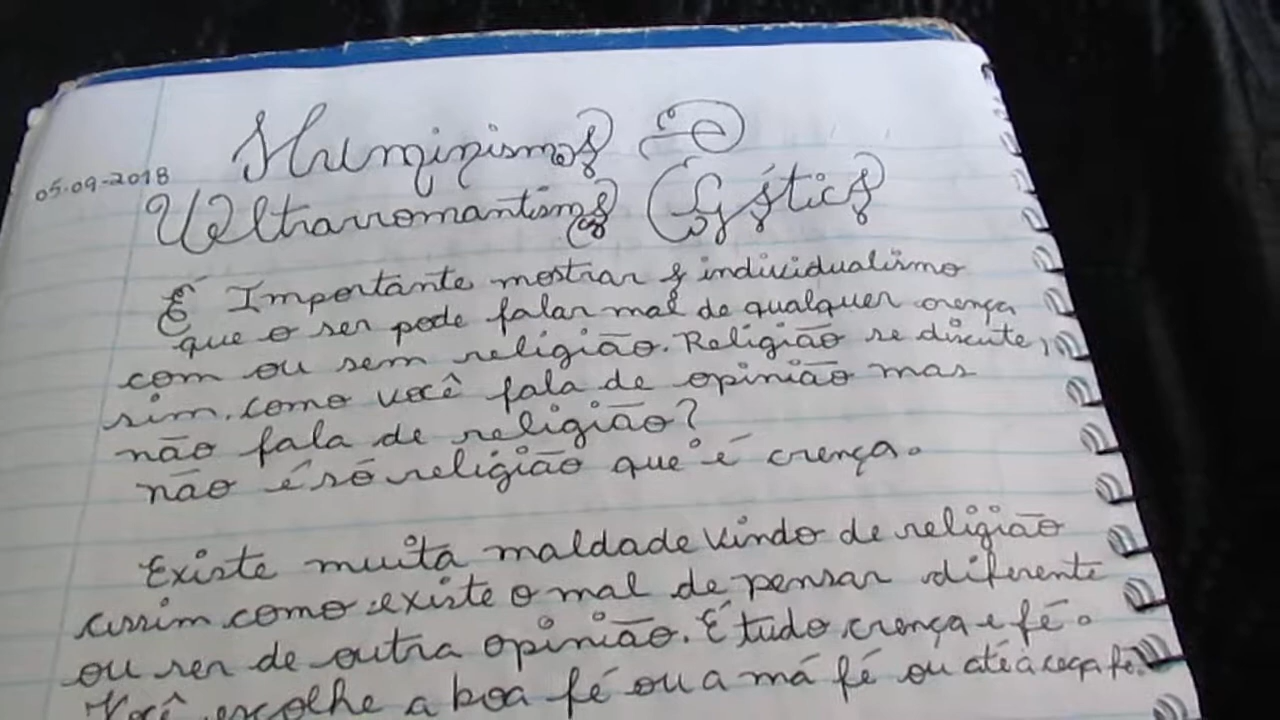 Huminismo e
05.09-2018
Ultrarromantismo Gótico
É Importante mostrar o individualismo
que o ser pode falar mal de qualquer crença
com ou sem religião. Religião se discute,
sim. como você fala de opinião mas
não fala de religião?
não é só religião que é crença.
Existe muita maldade vindo de religião
assim como existe o mal de pensar diferente
ou ser de outra opinião. É tudo crença e fé.
Você escolhe a boa fé ou a má fé ou até a cega fé.